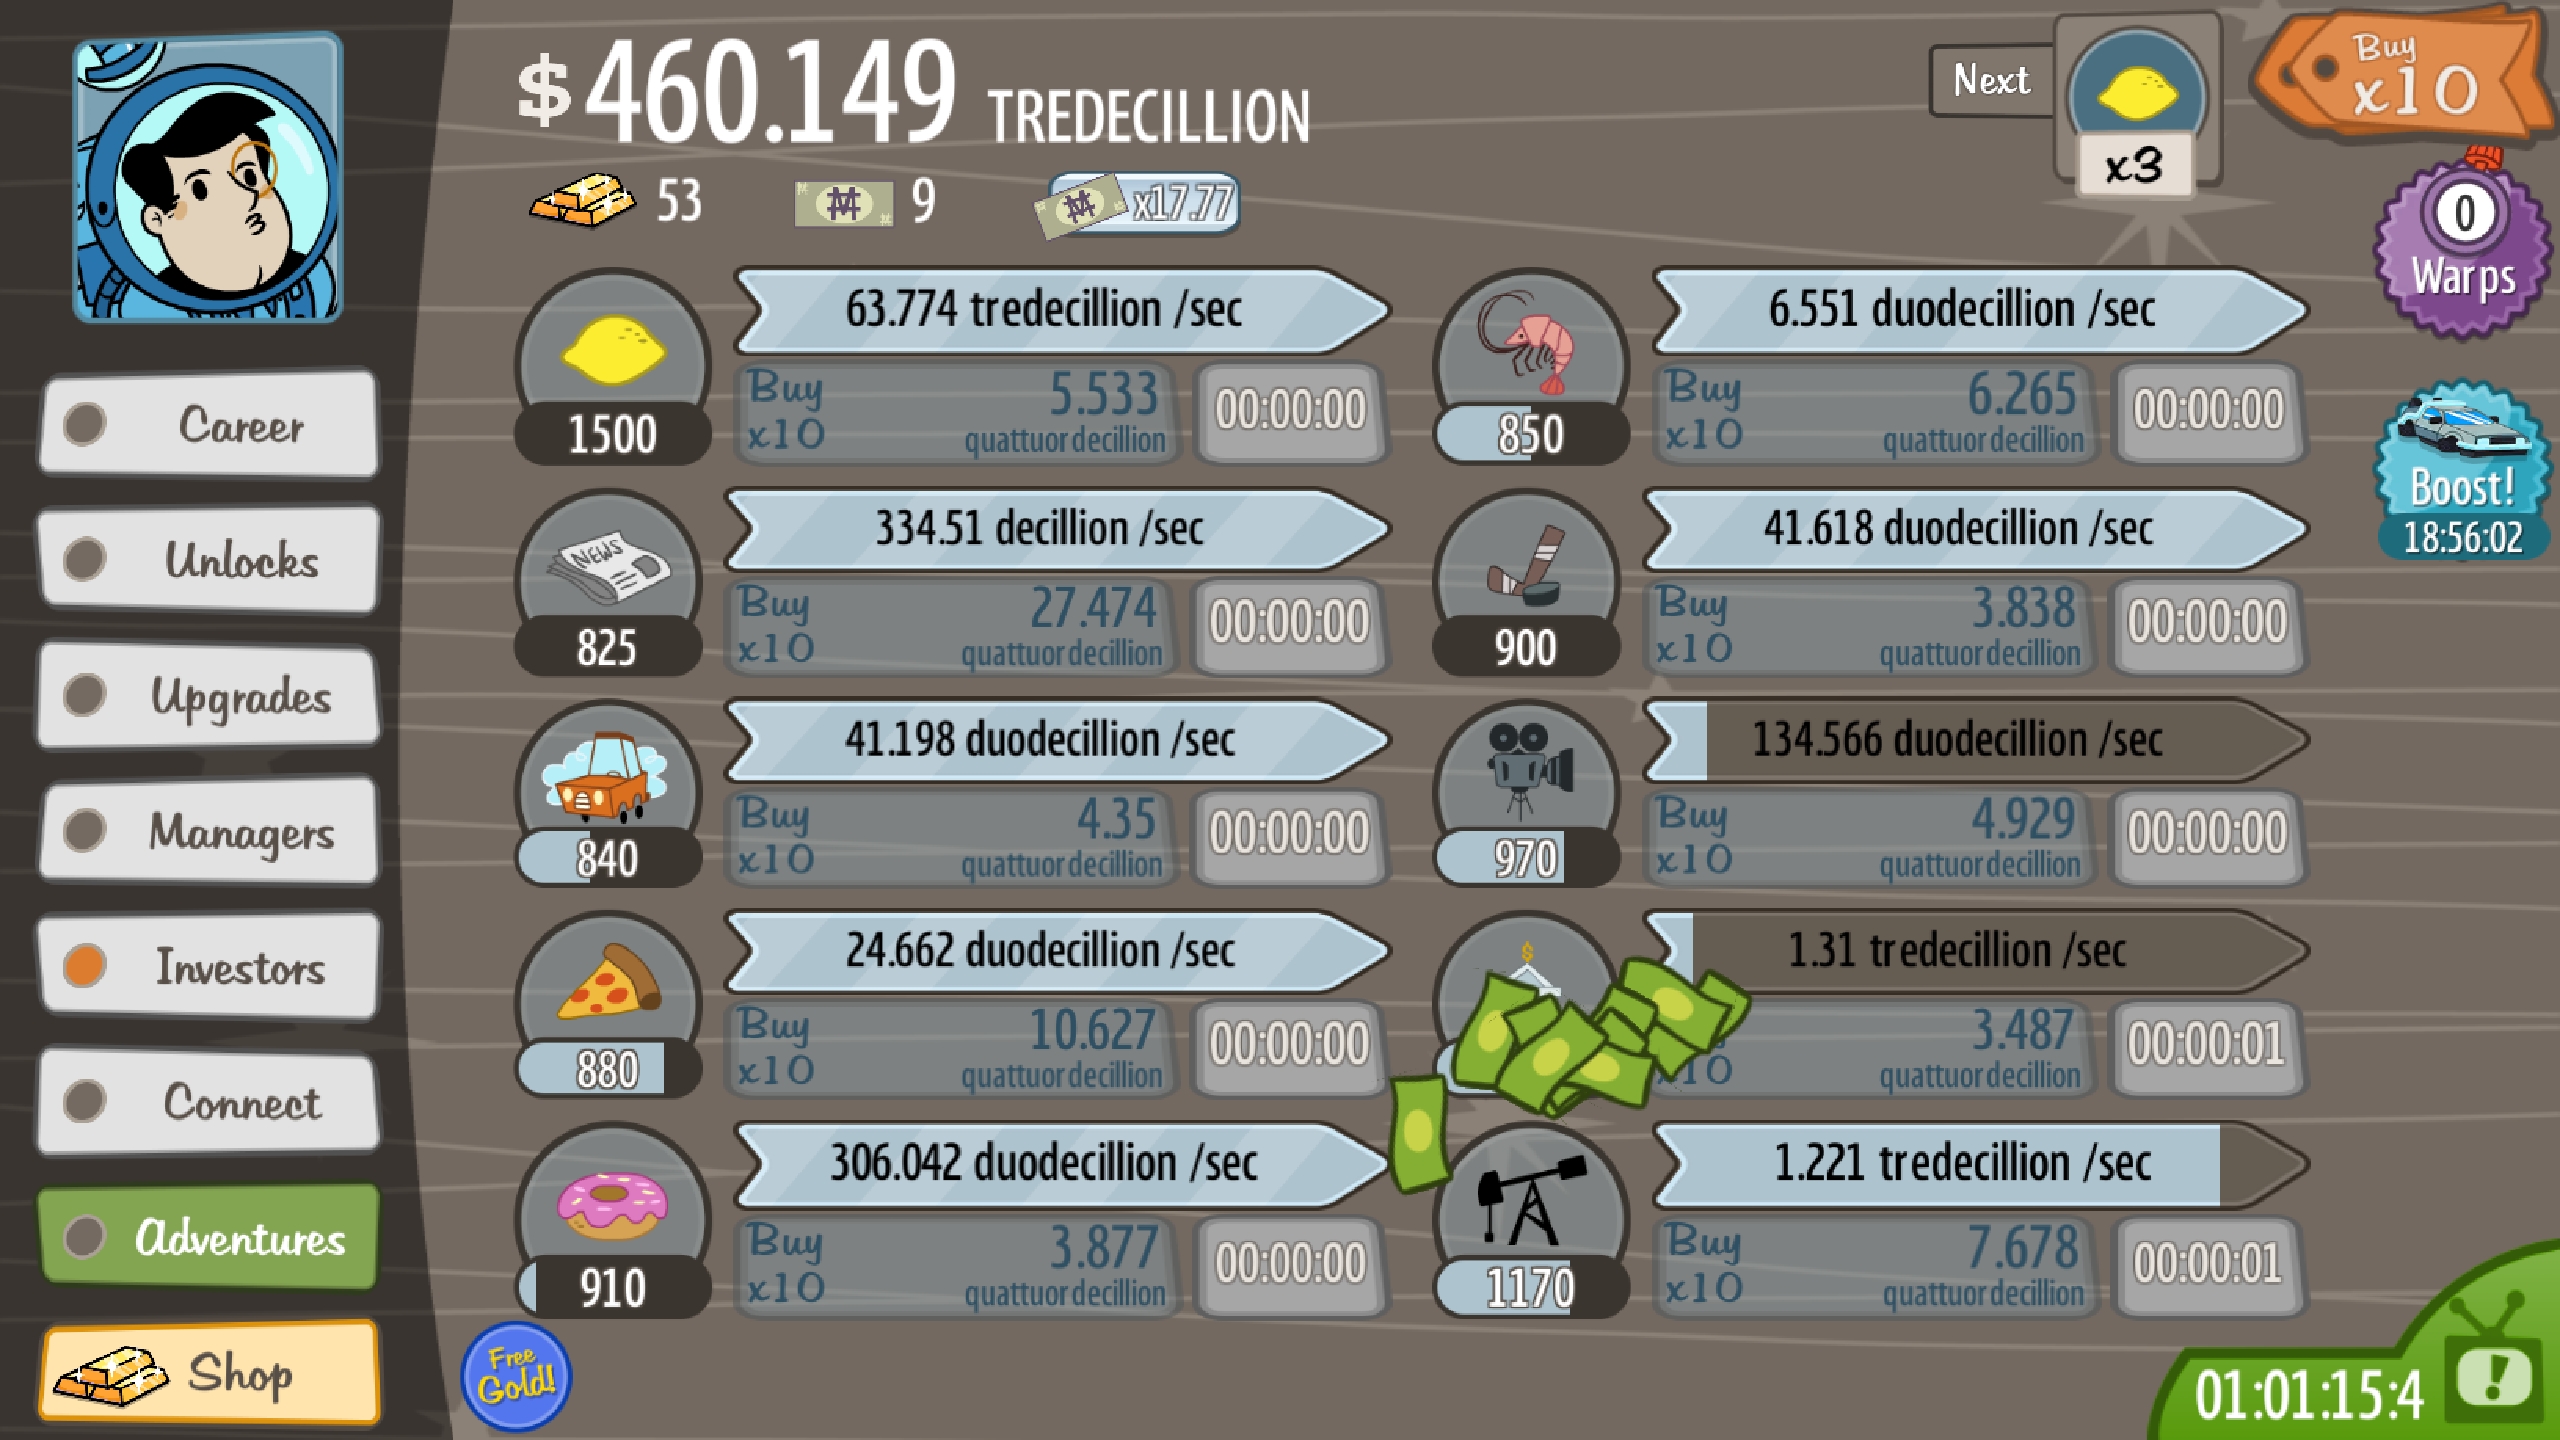 $460.149 TREDECILLION
53
9
x17.77
Next
x3
Buy
x10
0
Warps
Boost!
18:56:02
Career
Unlocks
Upgrades
Managers
Investors
Connect
Adventures
Shop
63.774 tredecillion /sec
1500
Buy
x10
5.533
quattuordecillion
00:00:00
NEWS
334.51 decillion /sec
825
Buy
x10
27.474
quattuordecillion
00:00:00
41.198 duodecillion /sec
840
Buy
x10
4.35
quattuordecillion
00:00:00
24.662 duodecillion /sec
880
Buy
x10
10.627
quattuordecillion
00:00:00
306.042 duodecillion /sec
910
Buy
x10
3.877
quattuordecillion
00:00:00
6.551 duodecillion /sec
850
Buy
x10
6.265
quattuordecillion
00:00:00
41.618 duodecillion /sec
900
Buy
x10
3.838
quattuordecillion
00:00:00
134.566 duodecillion /sec
970
Buy
x10
4.929
quattuordecillion
00:00:00
$
1.31 tredecillion /sec
x10
3.487
quattuordecillion
00:00:01
1.221 tredecillion /sec
1170
Buy
x10
7.678
quattuordecillion
00:00:01
Free
Gold!
01:01:15:4
!